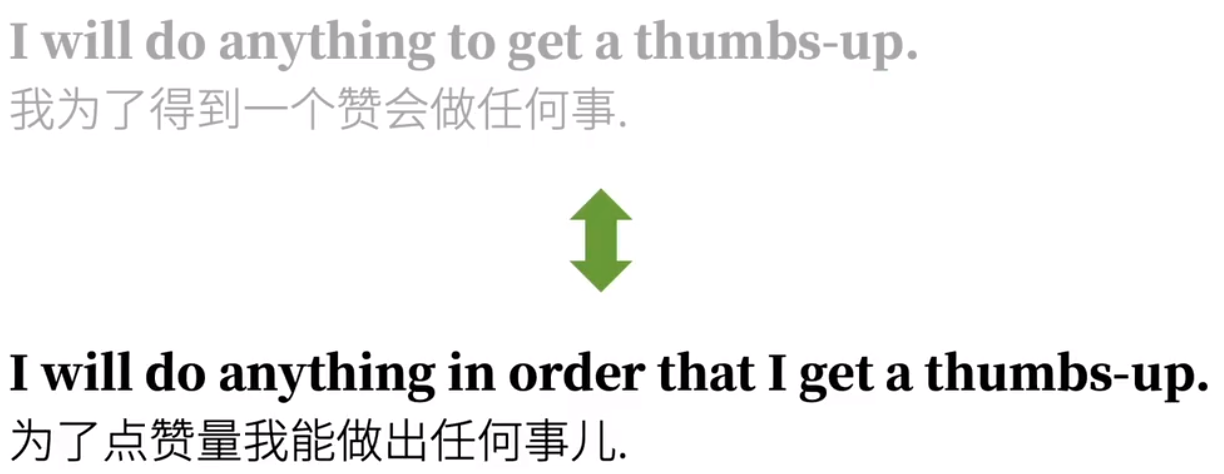 I will do anything to get a thumbs-up.
我为了得到一个赞会做任何事.
I will do anything in order that I get a thumbs-up.
为了点赞量我能做出任何事儿.